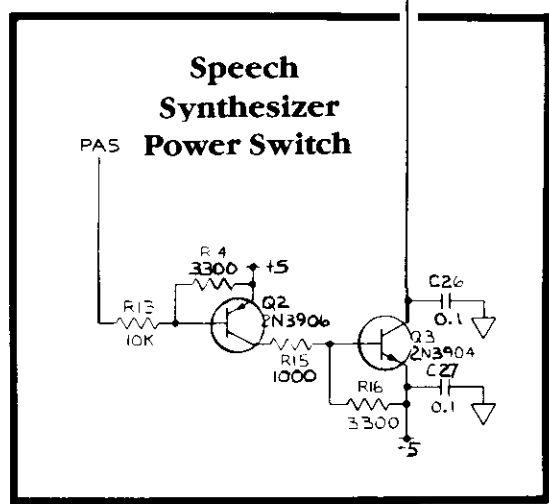 Speech
Synthesizer
Power Switch
PA5
R 4
3300
+5
Q2
2N3906
R13
10K
R15
1000
C26
0.1
Q3
2N3904
C27
0.1
R16
3300
-5